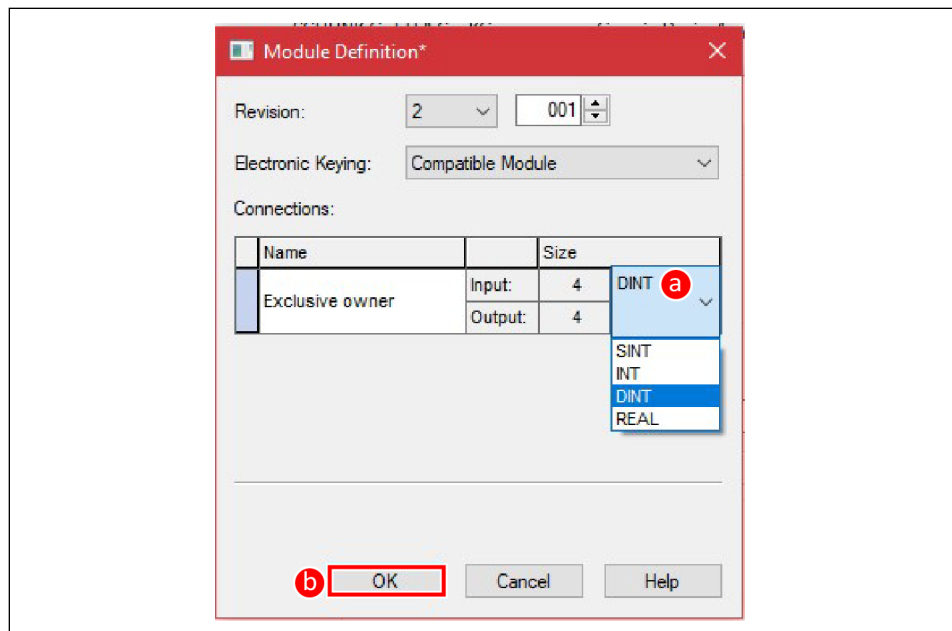 Module Definition*
Revision: 2 001
Electronic Keying: Compatible Module
Connections:
Name Size
Exclusive owner Input: 4 DINT a
Output: 4
SINT
INT
DINT
REAL
b OK Cancel Help